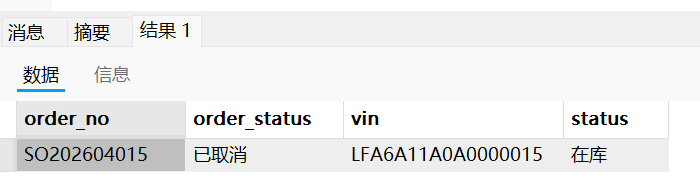 消息 摘要 结果 1
数据 信息
order_no order_status vin status
SO202604015 已取消 LFA6A11A0A0000015 在库